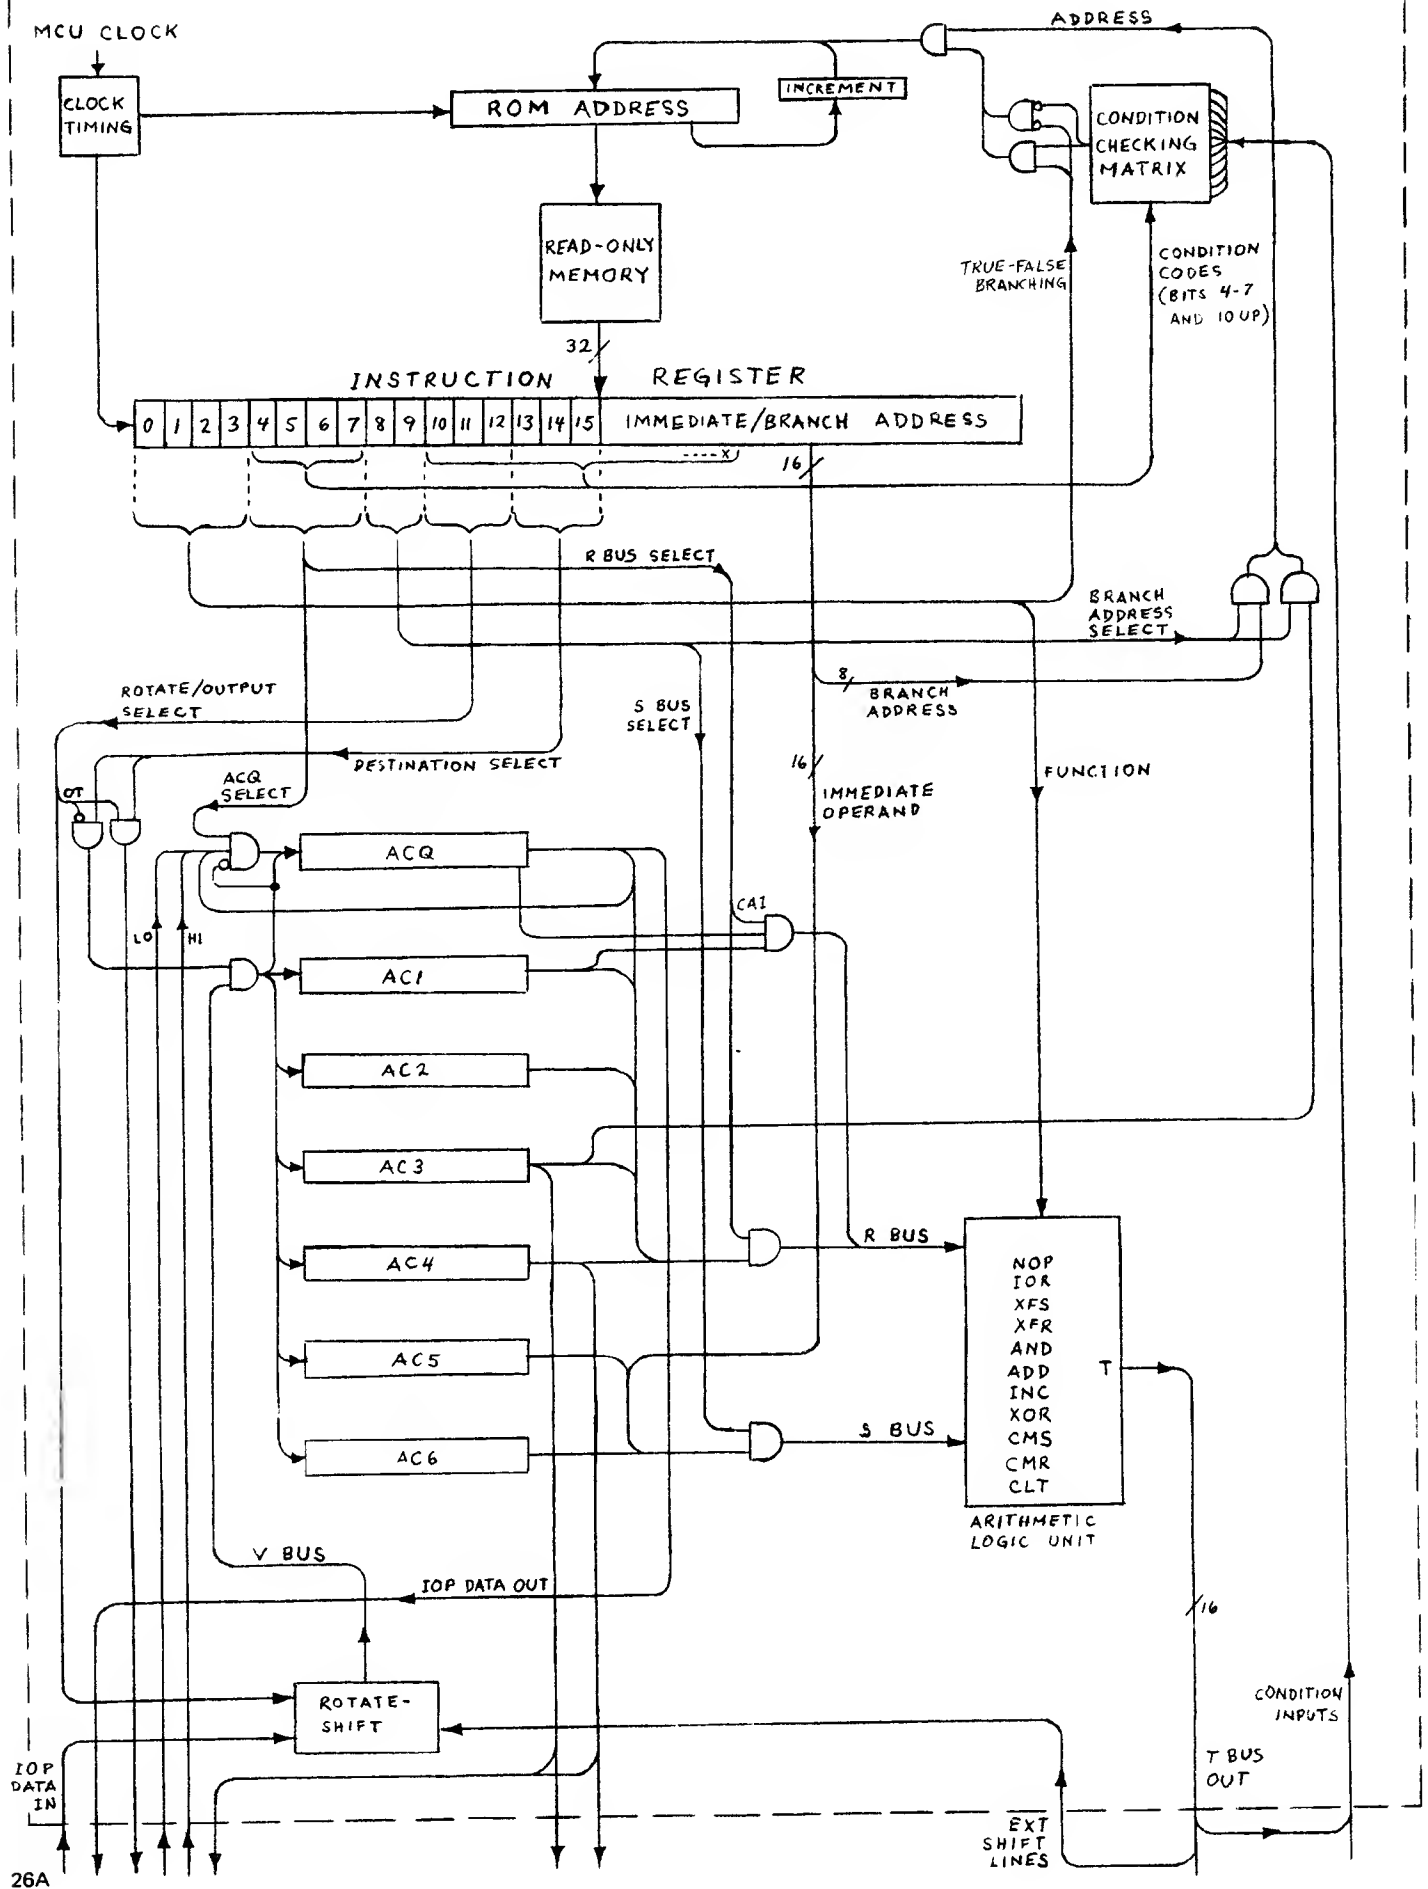 MCU CLOCK
ADDRESS
CLOCK
TIMING
ROM ADDRESS
INCREMENT
CONDITION
CHECKING
MATRIX
READ-ONLY
MEMORY
TRUE-FALSE
BRANCHING
CONDITION
CODES
(BITS 4-7
AND 10 UP)
32
INSTRUCTION REGISTER
0 1 2 3 4 5 6 7 8 9 10 11 12 13 14 15 IMMEDIATE/BRANCH ADDRESS
----x
16
R BUS SELECT
BRANCH
ADDRESS
SELECT
ROTATE/OUTPUT
SELECT
S BUS
SELECT
8
BRANCH
ADDRESS
DESTINATION SELECT
16
FUNCTION
ACQ
SELECT
OT
IMMEDIATE
OPERAND
ACQ
CAI
LO
HI
AC1
AC2
AC3
AC4
R BUS
NOP
IOR
XFS
XFR
AND
ADD
INC
XOR
CMS
CMR
CLT
T
AC5
S BUS
AC6
ARITHMETIC
LOGIC UNIT
V BUS
IOP DATA OUT
16
ROTATE-
SHIFT
CONDITION
INPUTS
IOP
DATA
IN
T BUS
OUT
EXT
SHIFT
LINES
26A